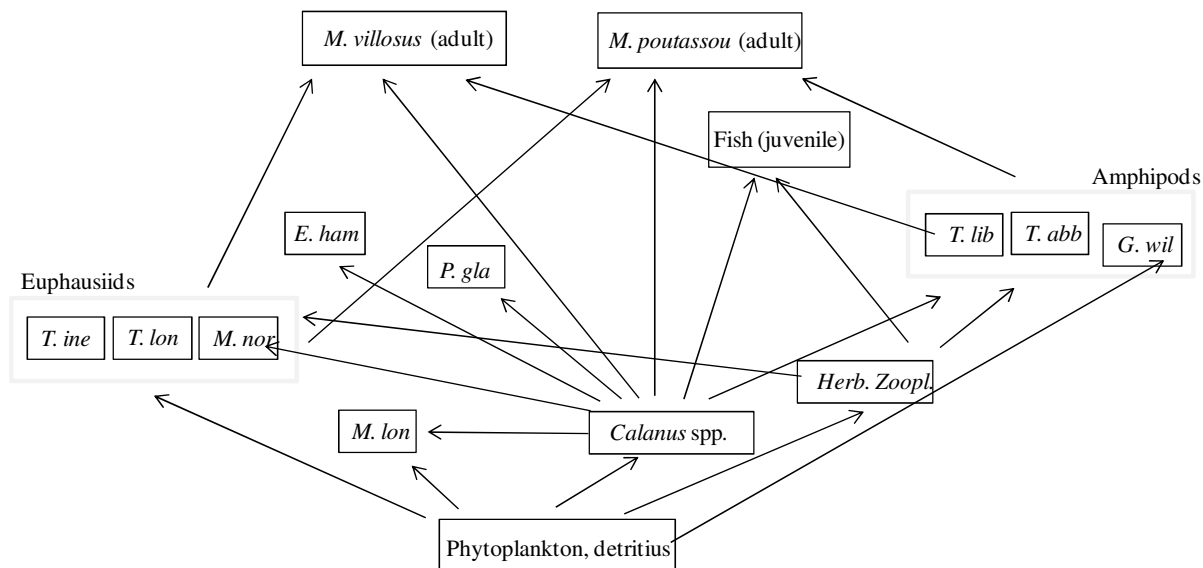 M. villosus (adult)
M. poutassou (adult)
Fish (juvenile)
Amphipods
E. ham
T. lib
T. abb
G. wil
P. gla
Euphausiids
T. ine
T. lon
M. nor
Herb. Zoopl.
M. lon
Calanus spp.
Phytoplankton, detritius